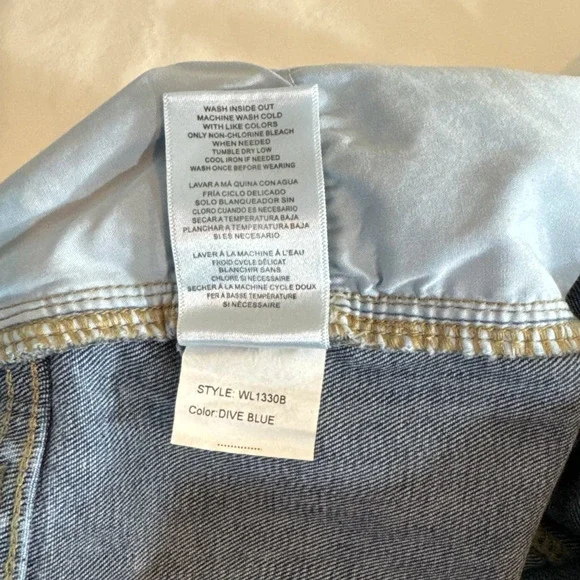 WASH INSIDE OUT
MACHINE WASH COLD
WITH LIKE COLORS
ONLY NON-CHLORINE BLEACH
WHEN NEEDED
TUMBLE DRY LOW
COOL IRON IF NEEDED
WASH ONCE BEFORE WEARING
LAVAR A MÁ QUINA CON AGUA
FRÍA CICLO DELICADO
SOLO BLANQUEADOR SIN
CLORO CUANDO ES NECESARIO
SECAR A TEMPERATURA BAJA
PLANCHAR A TEMPERATURA BAJA
SI ES NECESARIO
LAVER À LA MACHINE À L'EAU
FROID CYCLE DÉLICAT
BLANCHIR SANS
CHLORE SI NÉCESSAIRE
SÉCHER À LA MACHINE CYCLE DOUX
FER À BASSE TEMPÉRATURE
SI NÉCESSAIRE
STYLE: WL1330B
Color:DIVE BLUE